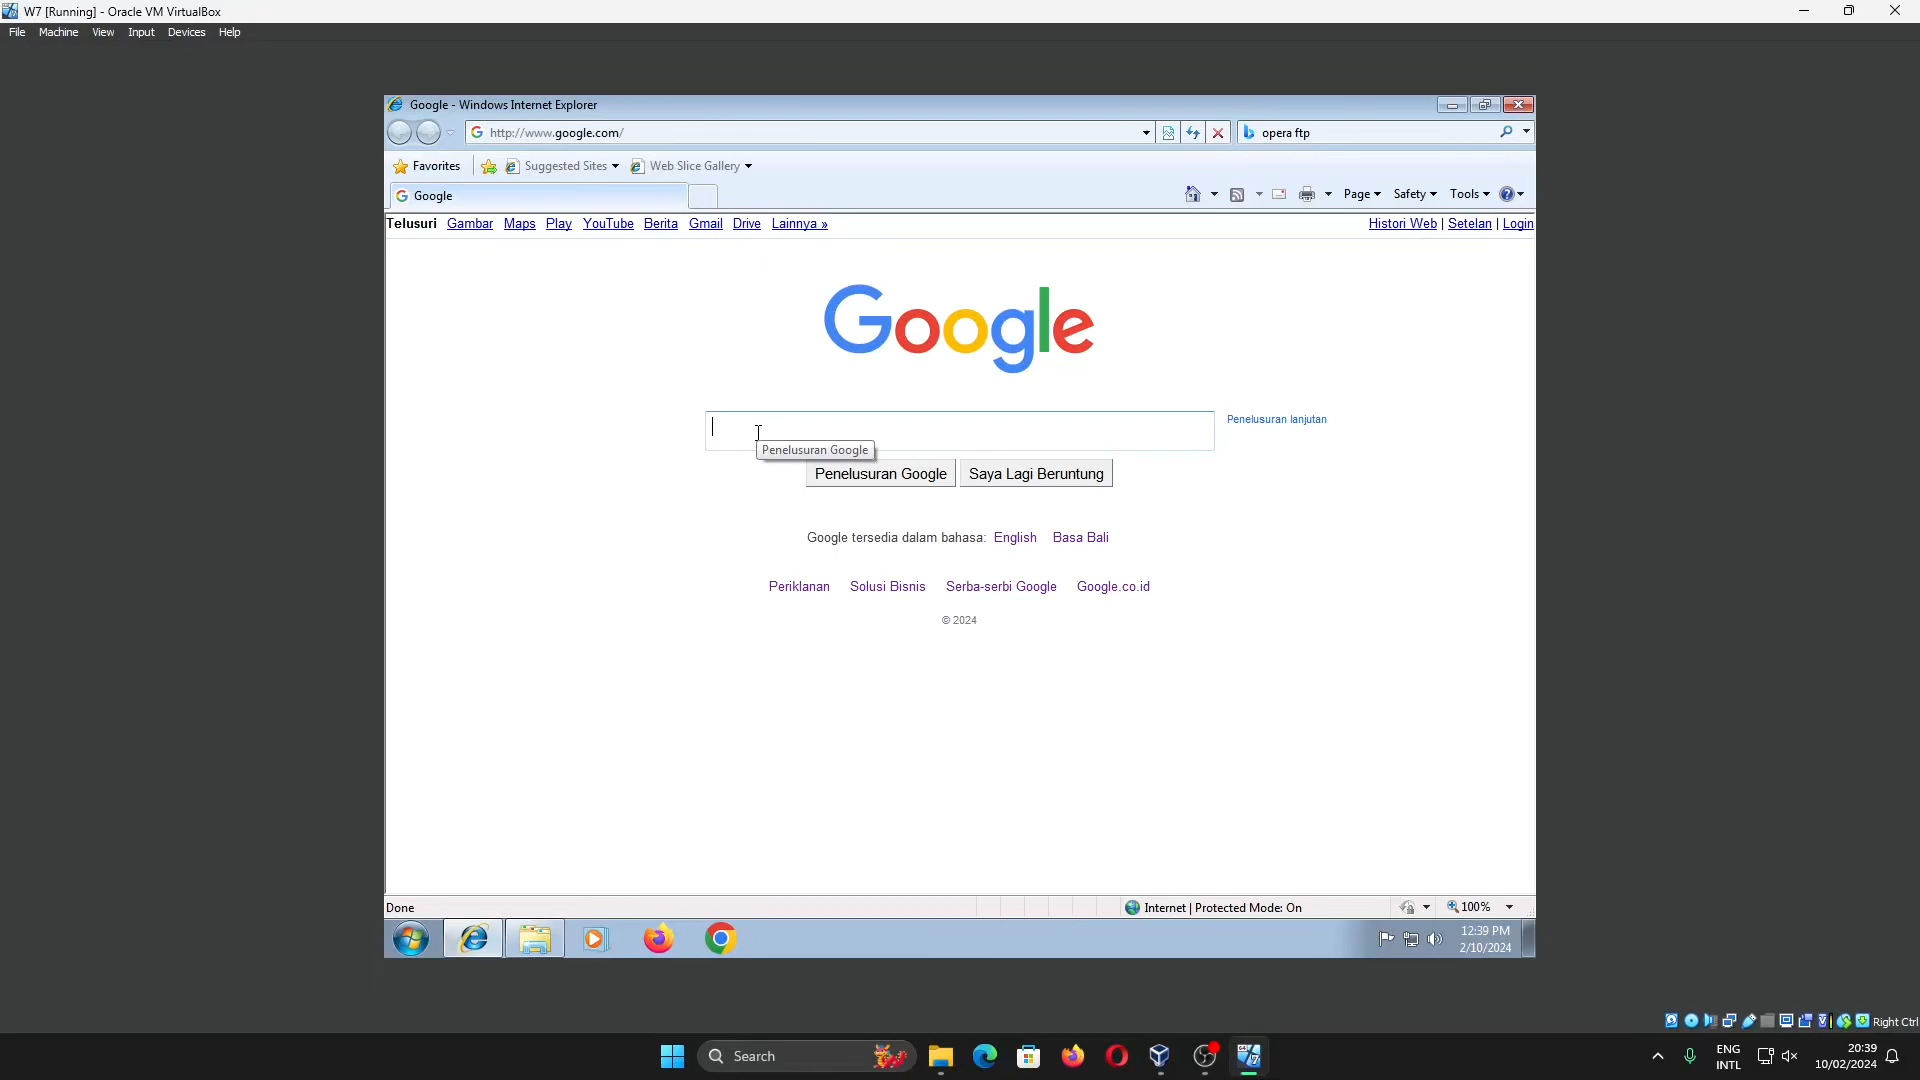 W7 [Running] - Oracle VM VirtualBox
File Machine View Input Devices Help
Google - Windows Internet Explorer
http://www.google.com/
opera ftp
Favorites Suggested Sites Web Slice Gallery
Google
Page Safety Tools
Telusuri Gambar Maps Play YouTube Berita Gmail Drive Lainnya »
Histori Web | Setelan | Login
Google
Penelusuran lanjutan
Penelusuran Google
Penelusuran Google Saya Lagi Beruntung
Google tersedia dalam bahasa: English Basa Bali
Periklanan Solusi Bisnis Serba-serbi Google Google.co.id
© 2024
Done
Internet | Protected Mode: On
100%
12:39 PM
2/10/2024
Right Ctrl
Search
ENG
INTL
20:39
10/02/2024